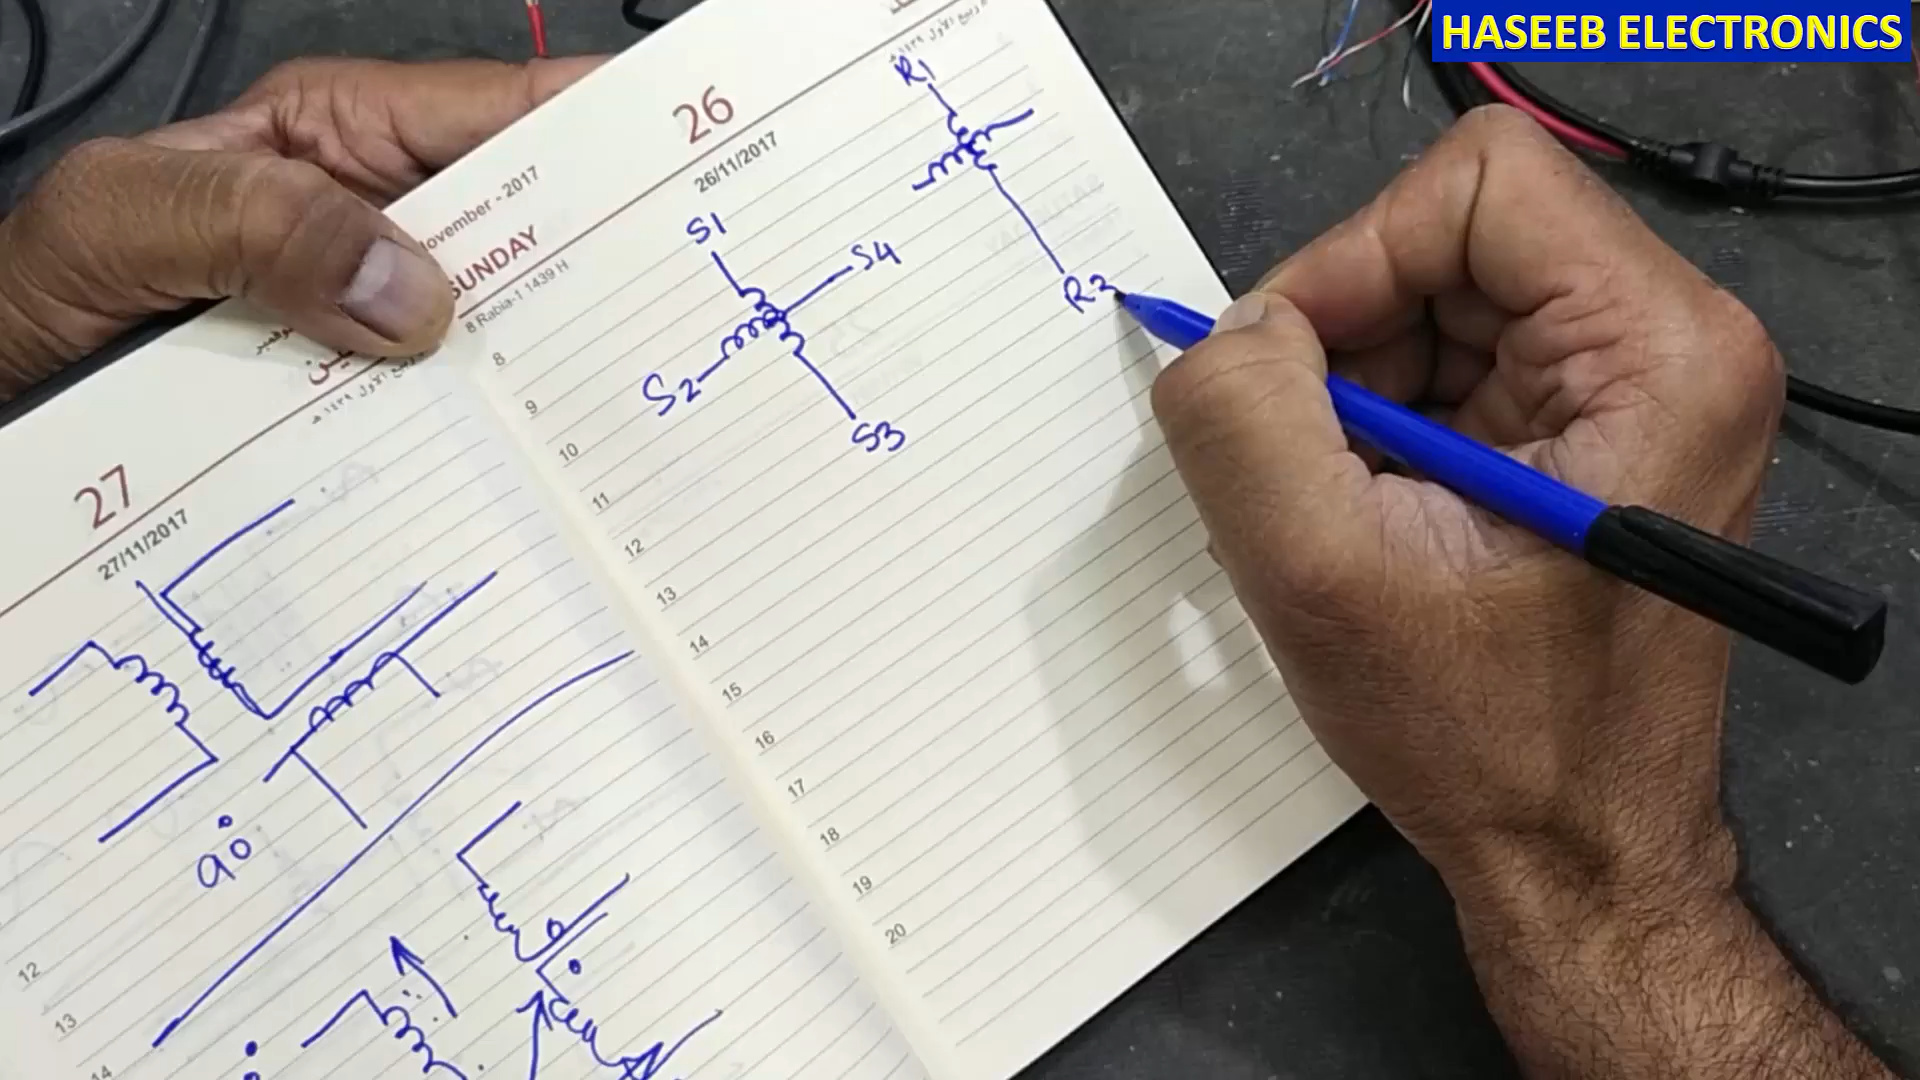 HASEEB ELECTRONICS
26
26/11/2017
November - 2017
SUNDAY
8 Rabia-1 1439 H
R1
R3
S1
S4
S2
S3
8
9
10
11
12
13
14
15
16
17
18
19
20
27
27/11/2017
90
12
13
14